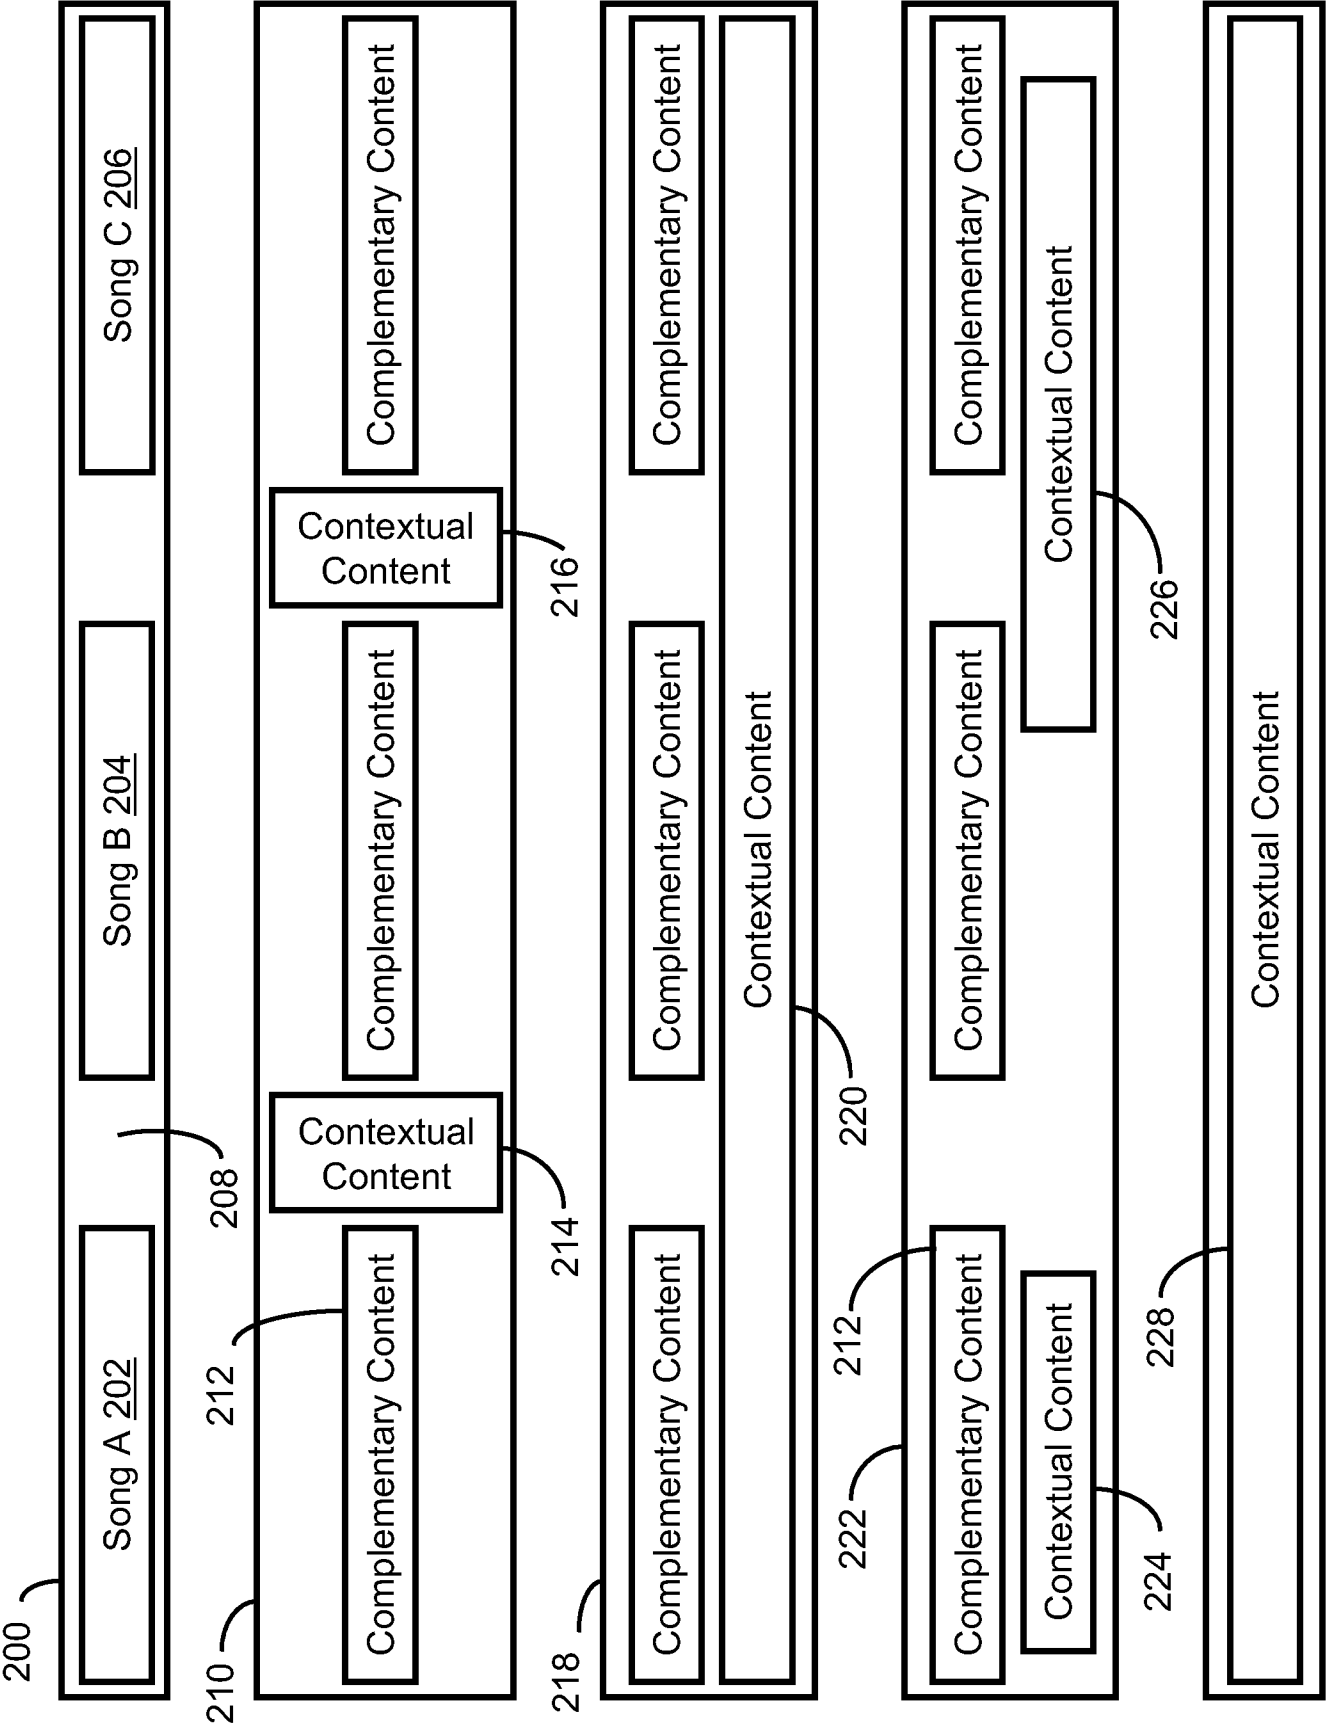 200
Song A 202
Song B 204
Song C 206
208
210
212
Complementary Content
Contextual
Content
214
Complementary Content
Contextual
Content
216
Complementary Content
218
Complementary Content
Complementary Content
Complementary Content
Contextual Content
220
222
212
Complementary Content
Complementary Content
Complementary Content
Contextual Content
224
Contextual Content
226
228
Contextual Content